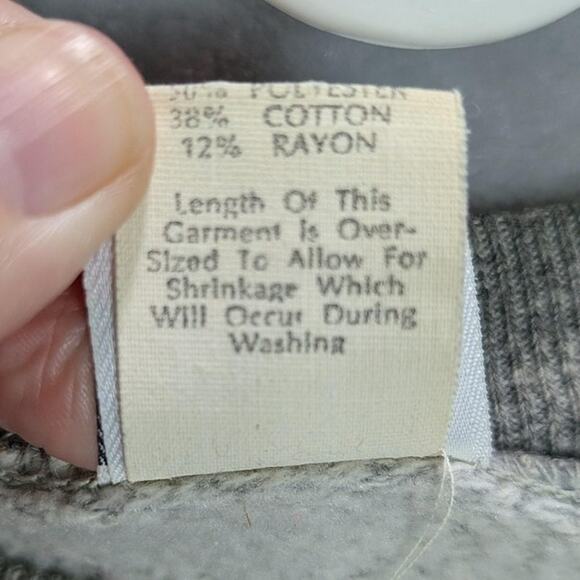 50% POLYESTER
38% COTTON
12% RAYON
Length Of This
Garment is Over-
Sized To Allow For
Shrinkage Which
Will Occur During
Washing